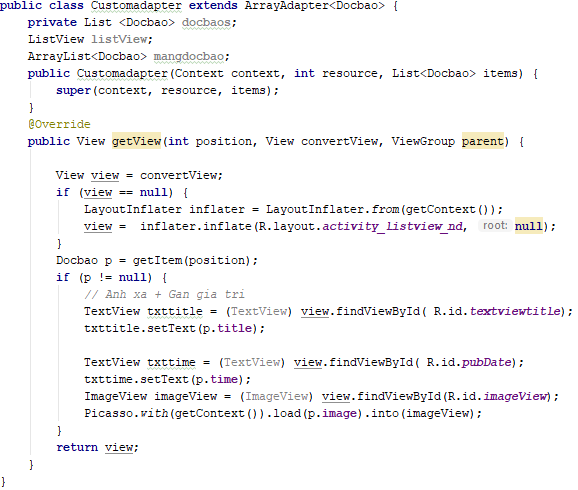 public class Customadapter extends ArrayAdapter<Docbao> {
    private List <Docbao> docbaos;
    ListView listView;
    ArrayList<Docbao> mangdocbao;
    public Customadapter(Context context, int resource, List<Docbao> items) {
        super(context, resource, items);
    }
    @Override
    public View getView(int position, View convertView, ViewGroup parent) {

        View view = convertView;
        if (view == null) {
            LayoutInflater inflater = LayoutInflater.from(getContext());
            view =  inflater.inflate(R.layout.activity_listview_nd, root: null);
        }
        Docbao p = getItem(position);
        if (p != null) {
            // Anh xa + Gan gia tri
            TextView txttitle = (TextView) view.findViewById( R.id.textviewtitle);
            txttitle.setText(p.title);

            TextView txttime = (TextView) view.findViewById( R.id.pubDate);
            txttime.setText(p.time);
            ImageView imageView = (ImageView) view.findViewById(R.id.imageView);
            Picasso.with(getContext()).load(p.image).into(imageView);
        }
        return view;
    }
}